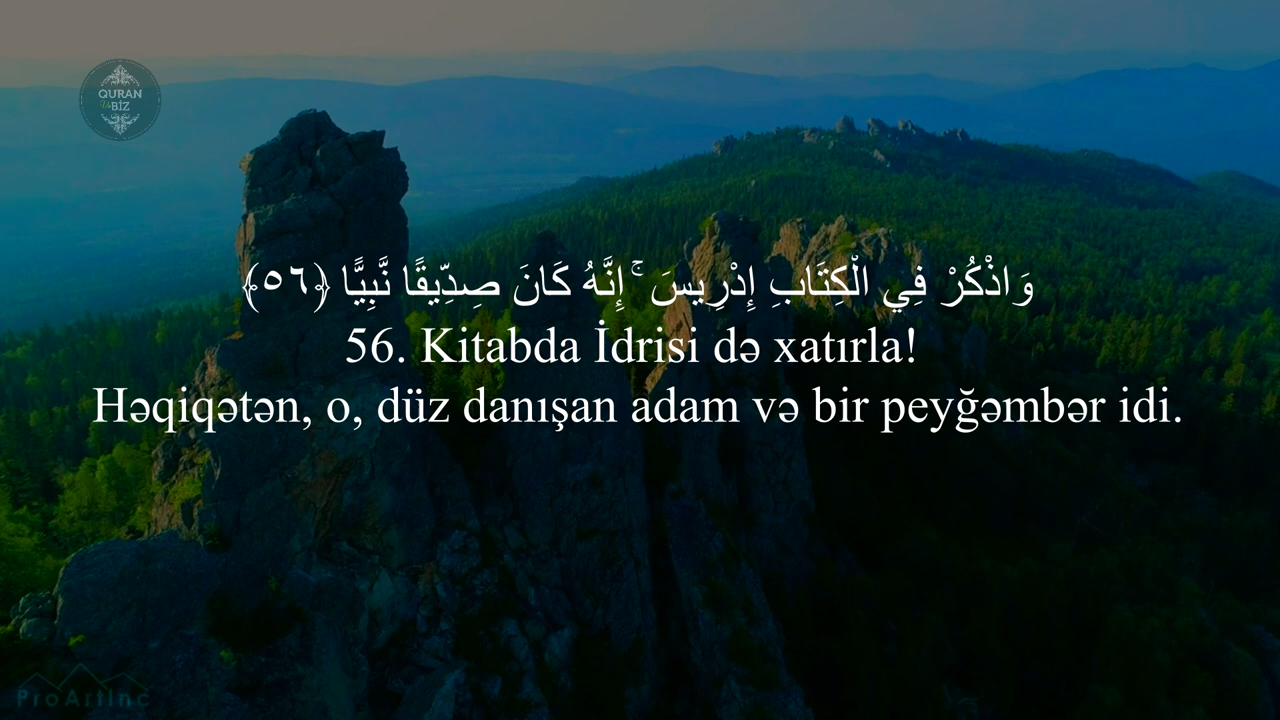 QURAN
Və
BİZ
وَاذْكُرْ فِي الْكِتَابِ إِدْرِيسَ ۚ إِنَّهُ كَانَ صِدِّيقًا نَّبِيًّا ﴿٥٦﴾
56. Kitabda İdrisi də xatırla!
Həqiqətən, o, düz danışan adam və bir peyğəmbər idi.
ProArtInc